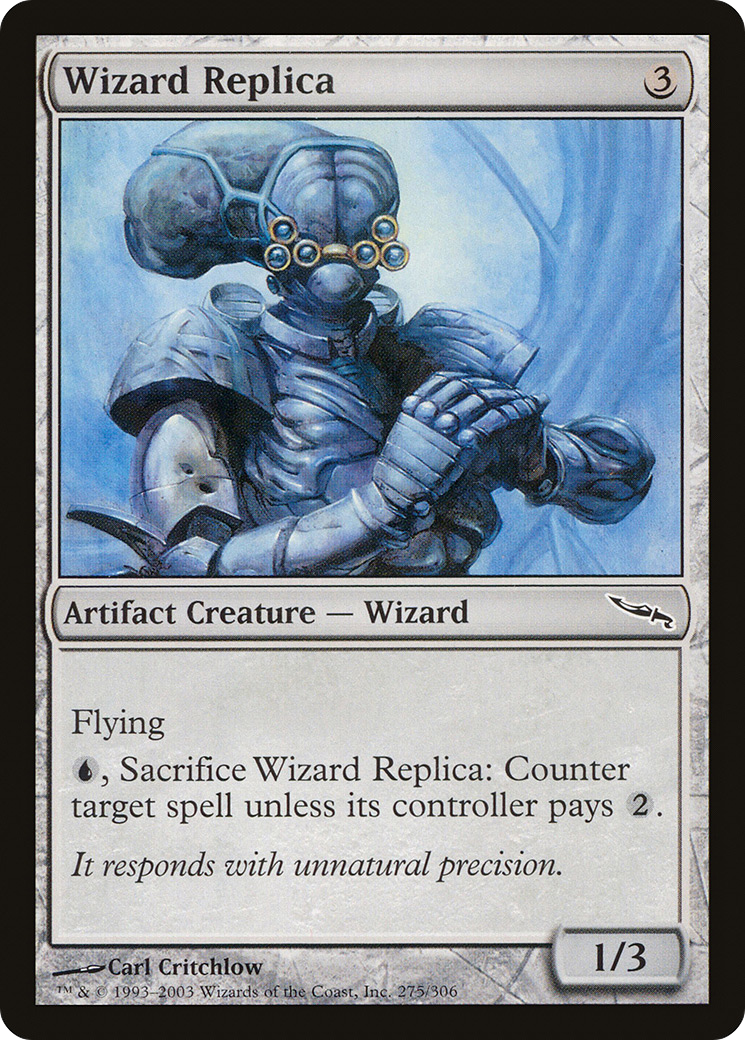 Wizard Replica 3
Artifact Creature — Wizard
Flying
, Sacrifice Wizard Replica: Counter
target spell unless its controller pays 2.
It responds with unnatural precision.
1/3
Carl Critchlow
™ & © 1993–2003 Wizards of the Coast, Inc. 275/306